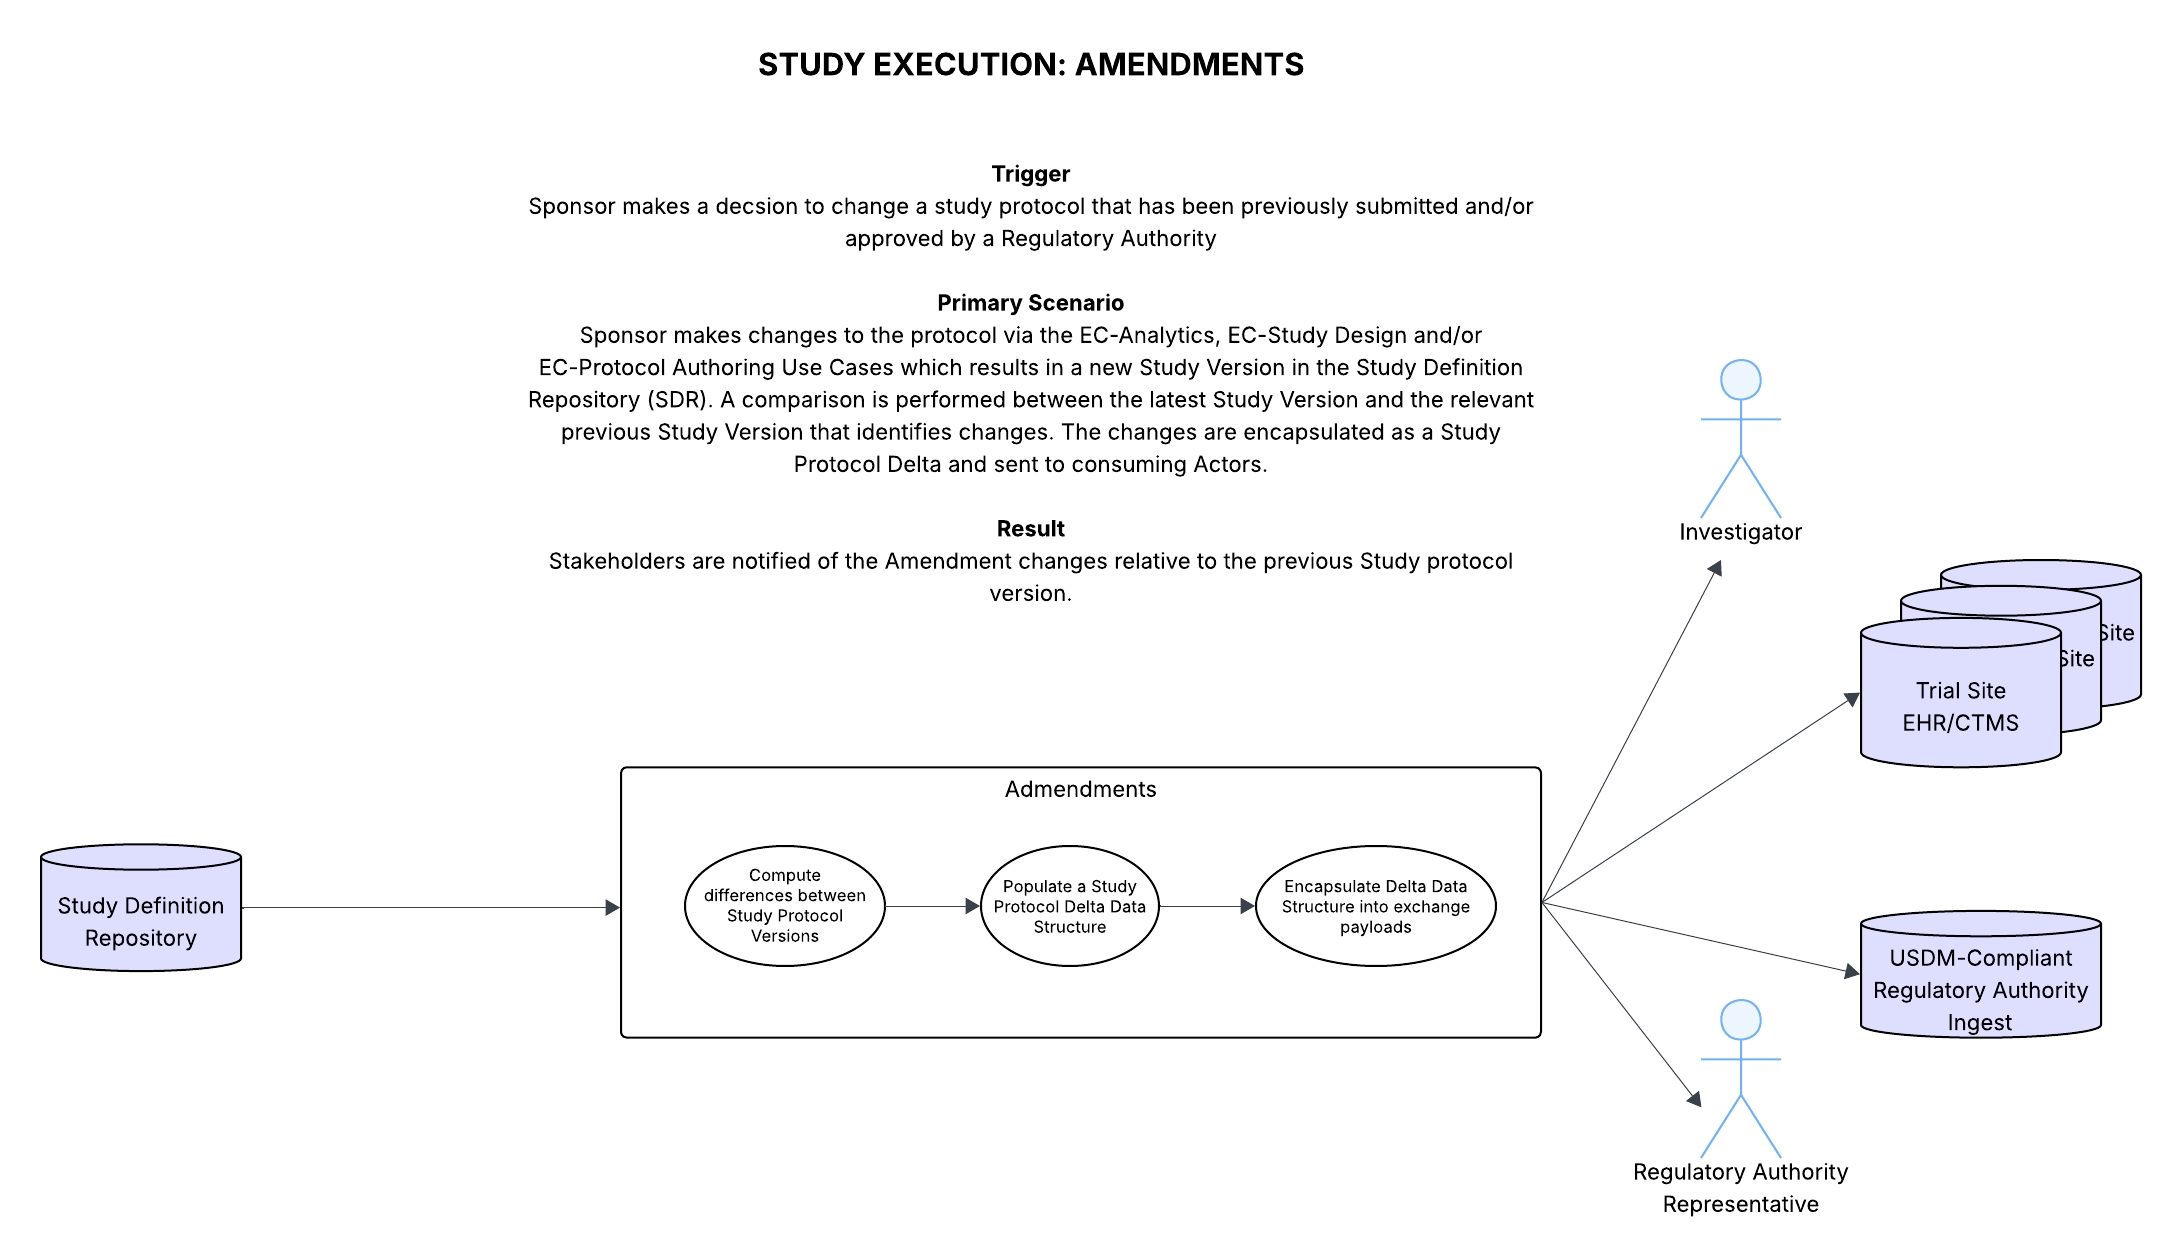 STUDY EXECUTION: AMENDMENTS
Trigger
Sponsor makes a decsion to change a study protocol that has been previously submitted and/or
approved by a Regulatory Authority
Primary Scenario
Sponsor makes changes to the protocol via the EC-Analytics, EC-Study Design and/or
EC-Protocol Authoring Use Cases which results in a new Study Version in the Study Definition
Repository (SDR). A comparison is performed between the latest Study Version and the relevant
previous Study Version that identifies changes. The changes are encapsulated as a Study
Protocol Delta and sent to consuming Actors.
Result
Stakeholders are notified of the Amendment changes relative to the previous Study protocol
version.
Investigator
Site
Site
Trial Site
EHR/CTMS
Admendments
Study Definition
Repository
Compute
differences between
Study Protocol
Versions
Populate a Study
Protocol Delta Data
Structure
Encapsulate Delta Data
Structure into exchange
payloads
USDM-Compliant
Regulatory Authority
Ingest
Regulatory Authority
Representative